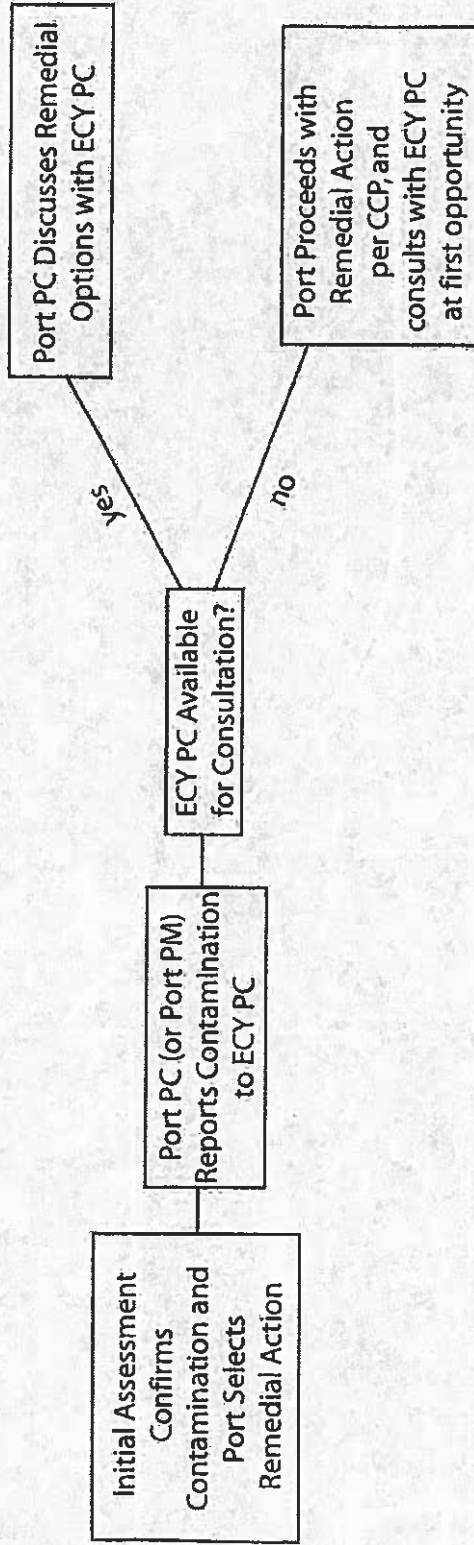 Initial Assessment
Confirms
Contamination and
Port Selects
Remedial Action
Port PC (or Port PM)
Reports Contamination
to ECY PC
ECY PC Available
for Consultation?
yes
Port PC Discusses Remedial
Options with ECY PC
no
Port Proceeds with
Remedial Action
per CCP, and
consults with ECY PC
at first opportunity